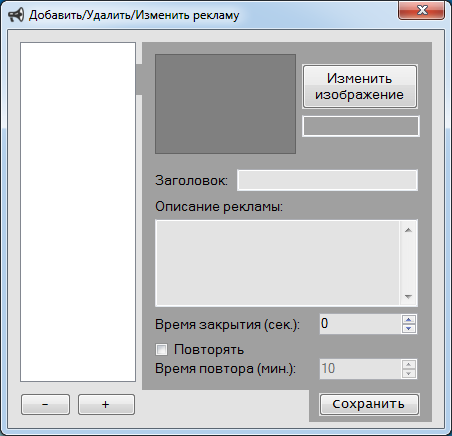 Добавить/Удалить/Изменить рекламу
Изменить
изображение
Заголовок:
Описание рекламы:
Время закрытия (сек.):
0
Повторять
Время повтора (мин.):
10
-
+
Сохранить